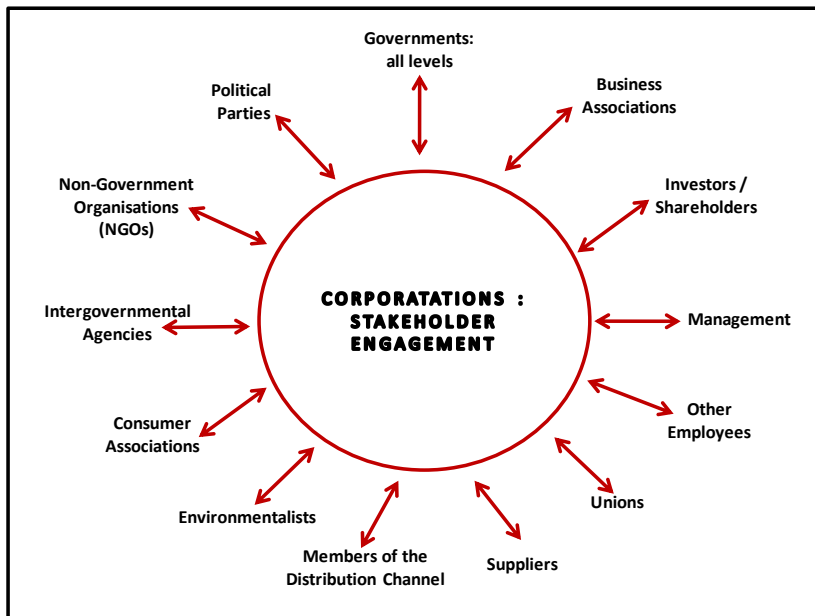 Governments:
all levels
Business
Associations
Investors /
Shareholders
Management
Other
Employees
Unions
Suppliers
Members of the
Distribution Channel
Environmentalists
Consumer
Associations
Intergovernmental
Agencies
Non-Government
Organisations
(NGOs)
Political
Parties
CORPORATATIONS :
STAKEHOLDER
ENGAGEMENT